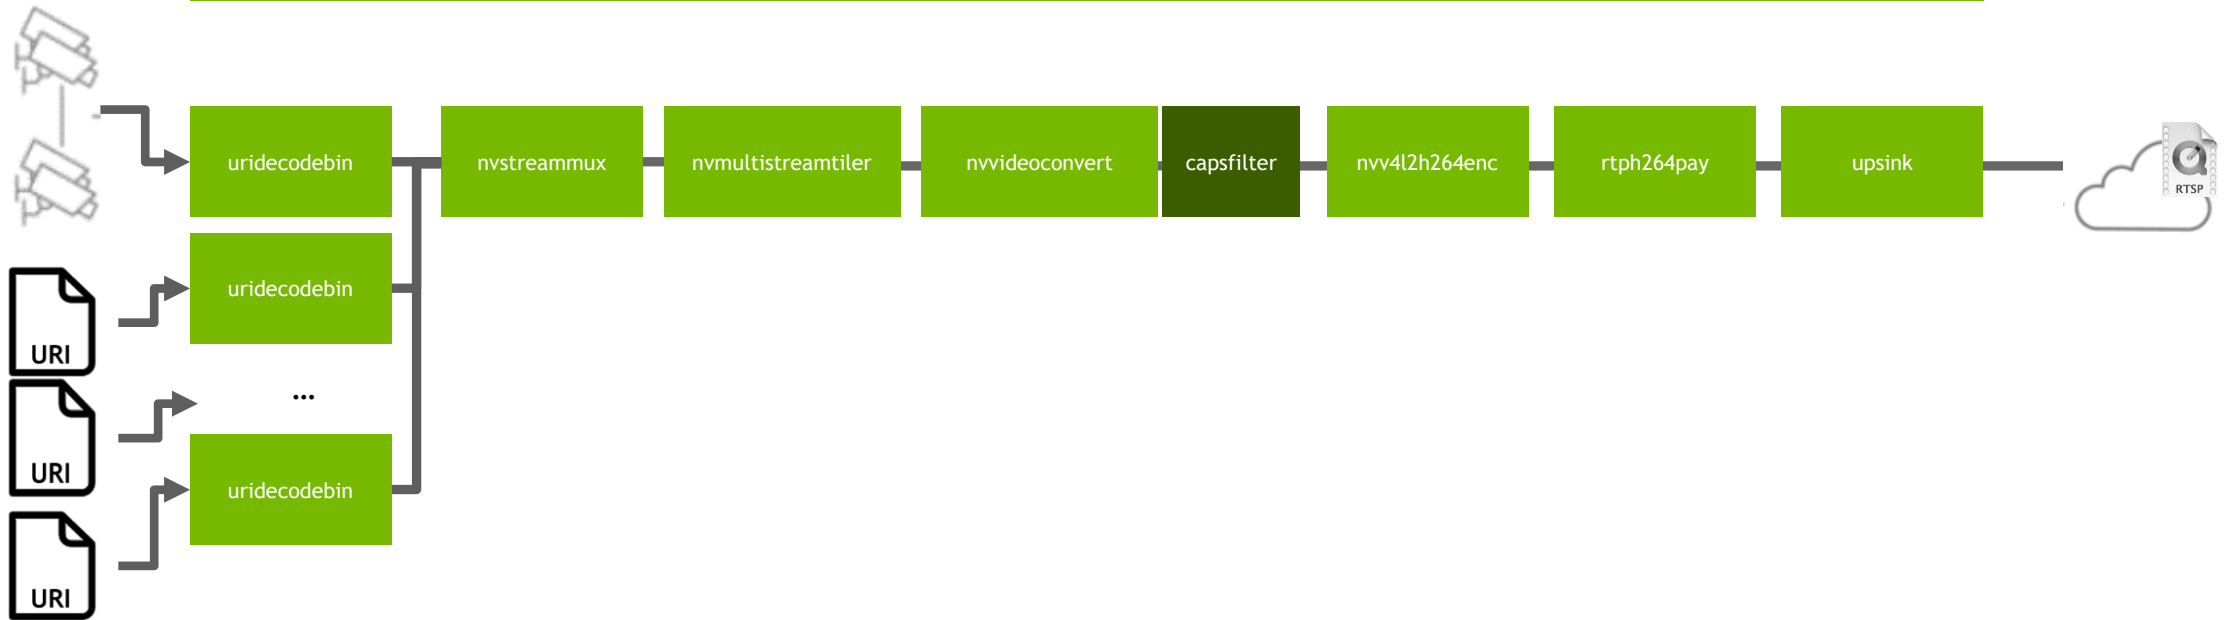 uridecodebin
nvstreammux
nvmultistreamtiler
nvvideoconvert
capsfilter
nvv4l2h264enc
rtph264pay
upsink
RTSP
uridecodebin
URI
...
URI
uridecodebin
URI